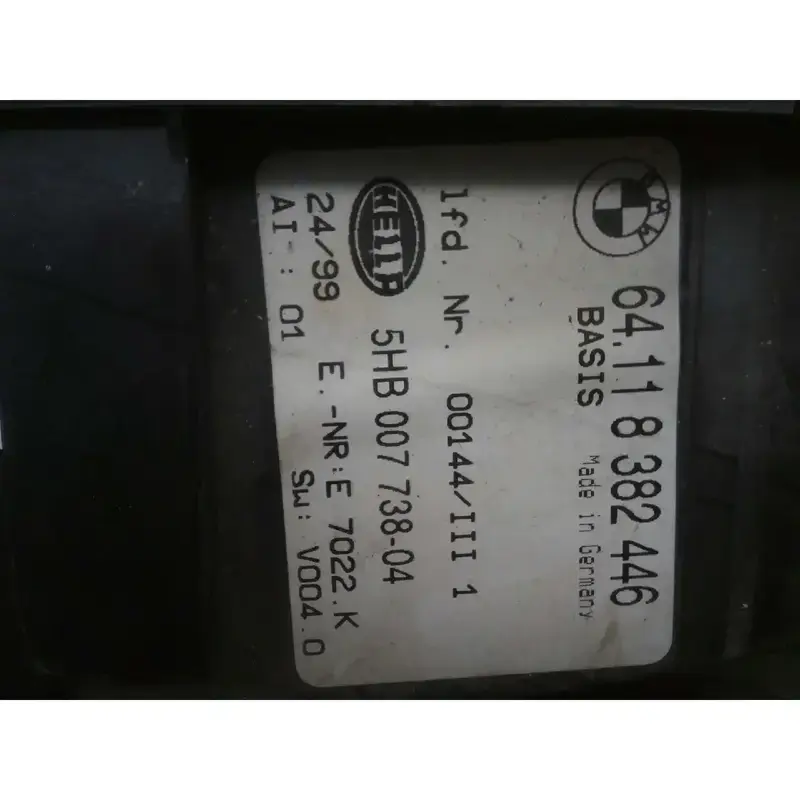 BMW
64.11 8 382 446
BASIS Made in Germany
lfd. Nr. 00144/III 1
HELLA 5HB 007 738-04
24/99 E.-NR:E 7022.K
AI : 01 SW: V004.0